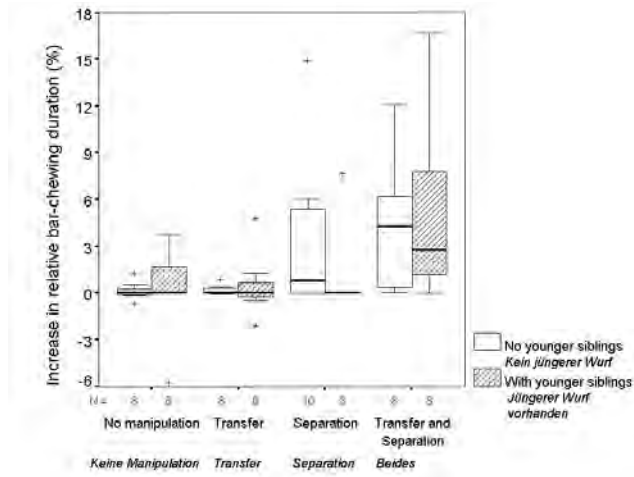 Increase in relative bar-chewing duration (%)
18
15
12
9
6
3
0
-3
-6
N= 8 8 8 8 10 8 8 8
No manipulation Transfer Separation Transfer and Separation
Keine Manipulation Transfer Separation Beides
No younger siblings
Kein jüngerer Wurf
With younger siblings
Jüngerer Wurf
vorhanden